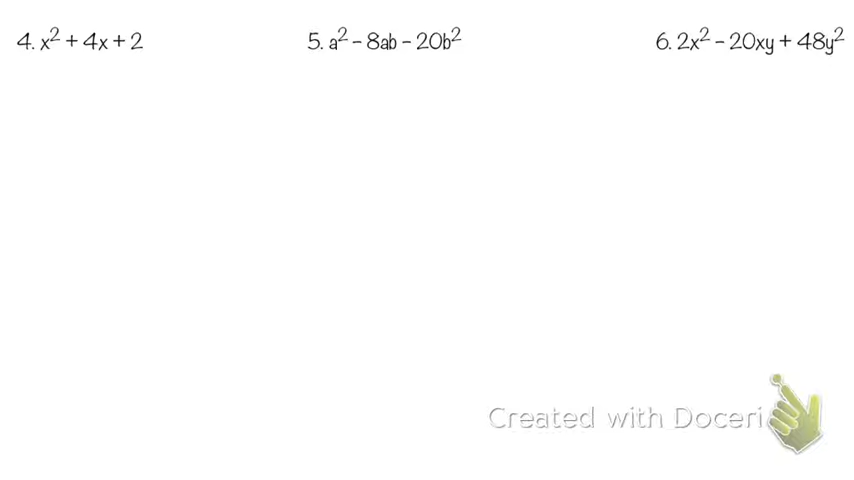 4. x² + 4x + 2 5. a² – 8ab – 20b² 6. 2x² – 20xy + 48y²
Created with Doceri